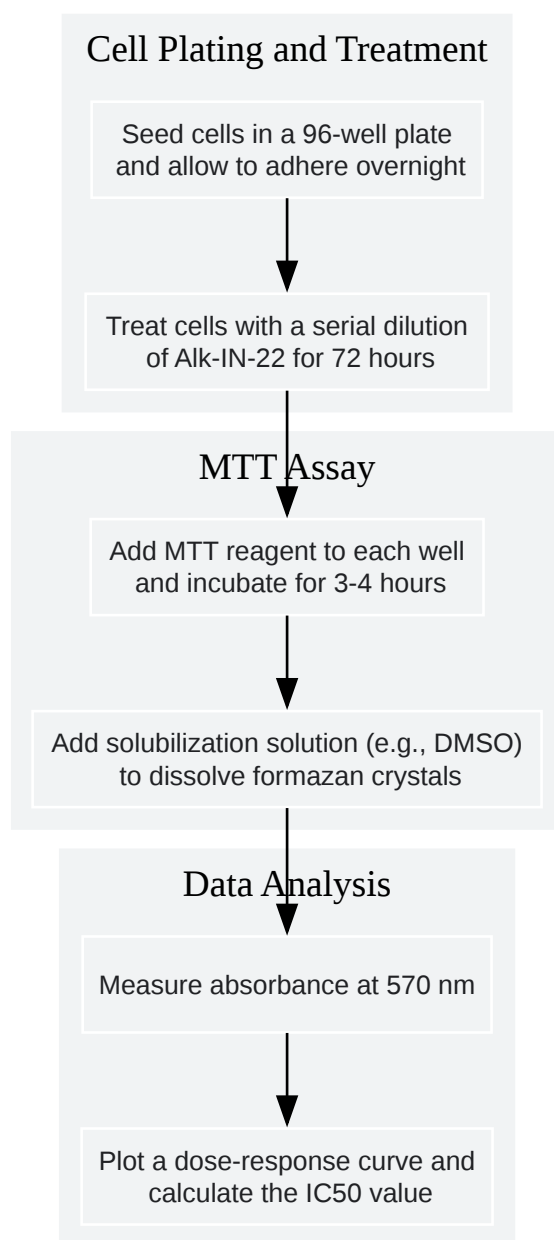 Cell Plating and Treatment
Seed cells in a 96-well plate
and allow to adhere overnight
Treat cells with a serial dilution
of Alk-IN-22 for 72 hours
MTT Assay
Add MTT reagent to each well
and incubate for 3-4 hours
Add solubilization solution (e.g., DMSO)
to dissolve formazan crystals
Data Analysis
Measure absorbance at 570 nm
Plot a dose-response curve and
calculate the IC50 value